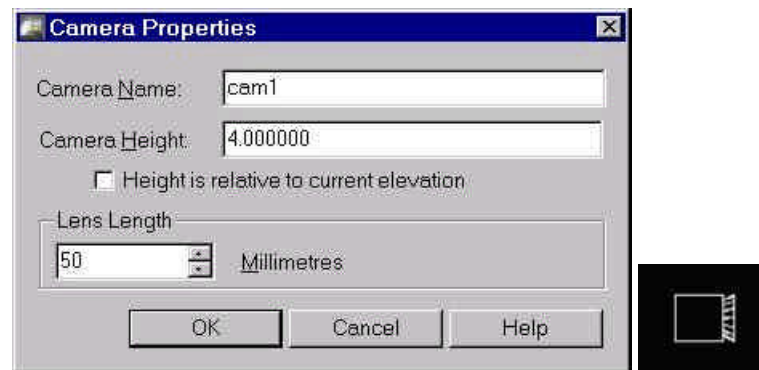 Camera Properties
Camera Name: cam1
Camera Height: 4.000000
Height is relative to current elevation
Lens Length
50 Millimetres
OK Cancel Help